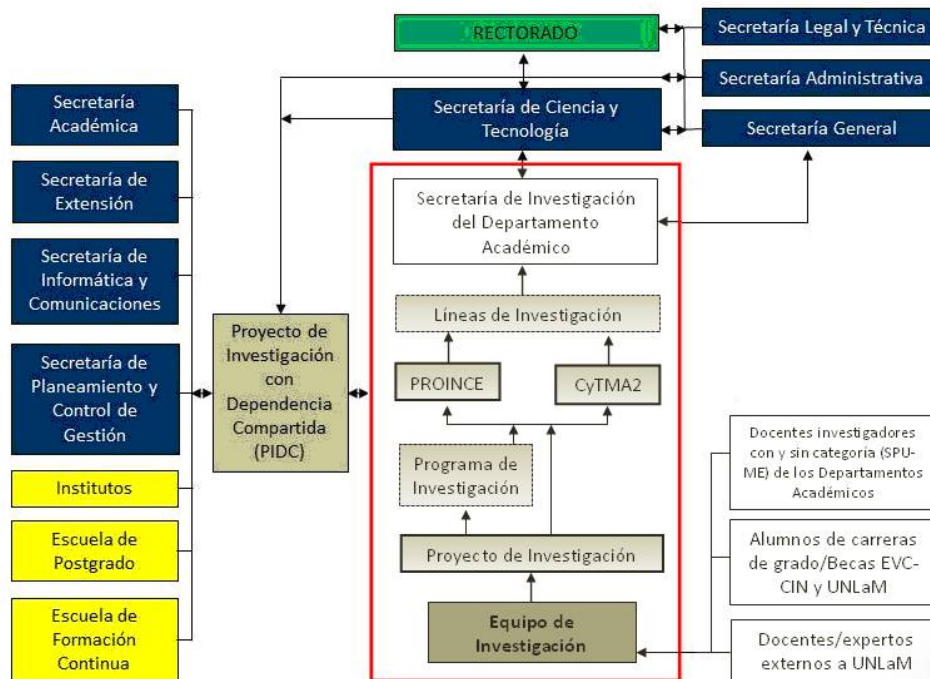 RECTORADO
Secretaría Legal y Técnica
Secretaría Administrativa
Secretaría de Ciencia y
Tecnología
Secretaría General
Secretaría
Académica
Secretaría de
Extensión
Secretaría de
Informática y
Comunicaciones
Secretaría de
Planeamiento y
Control de
Gestión
Institutos
Escuela de
Postgrado
Escuela de
Formación
Continua
Proyecto de
Investigación
con
Dependencia
Compartida
(PIDC)
Secretaría de Investigación
del Departamento
Académico
Líneas de Investigación
PROINCE
CyTMA2
Programa de
Investigación
Proyecto de Investigación
Equipo de
Investigación
Docentes investigadores
con y sin categoría (SPU-
ME) de los Departamentos
Académicos
Alumnos de carreras
de grado/Becas EVC-
CIN y UNLaM
Docentes/expertos
externos a UNLaM